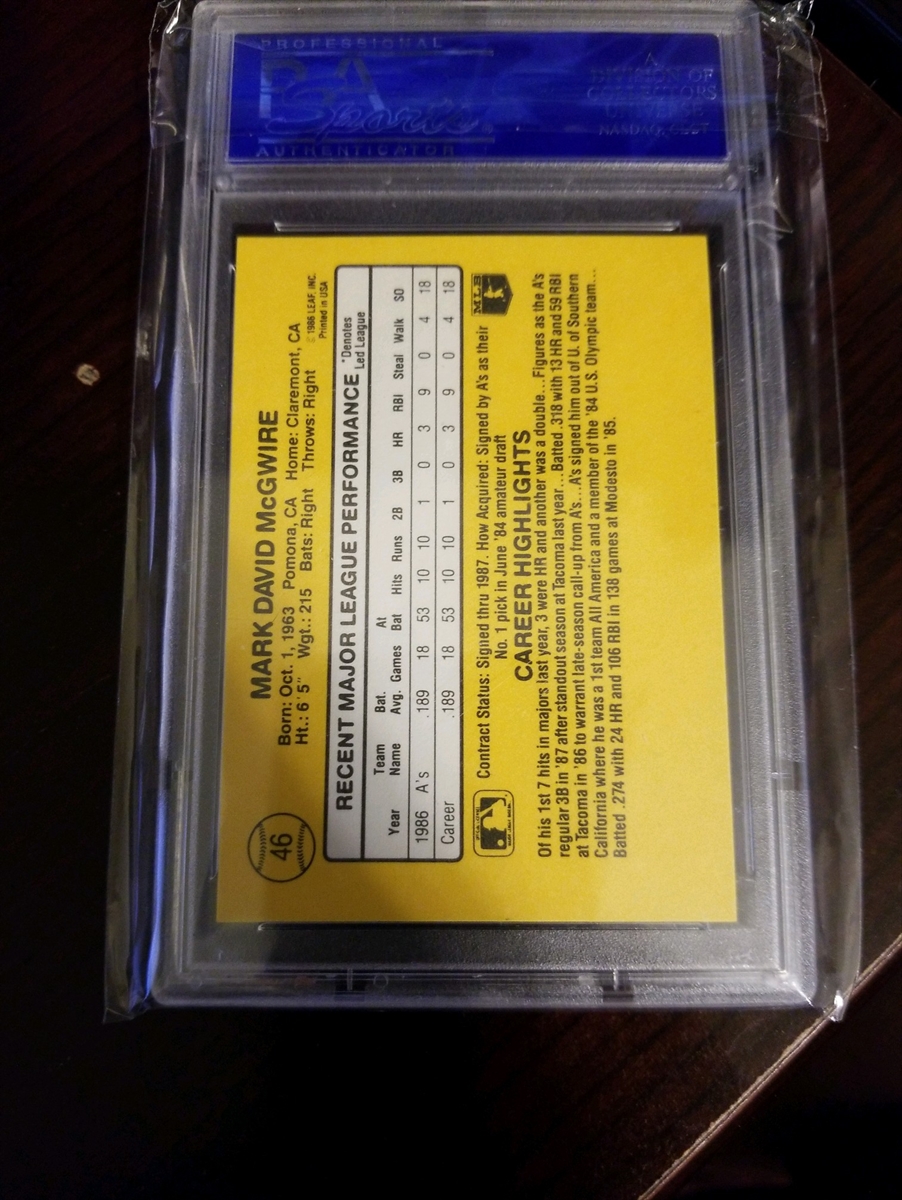 PROFESSIONAL
PSA
Sports
AUTHENTICATOR
A
DIVISION OF
COLLECTORS
UNIVERSE
NASDAQ: CLCT
46
MARK DAVID McGWIRE
Born: Oct. 1, 1963 Pomona, CA Home: Claremont, CA
Ht.: 6'5" Wgt.: 215 Bats: Right Throws: Right
© 1986 LEAF, INC.
Printed in USA
RECENT MAJOR LEAGUE PERFORMANCE
*Denotes
Led League
Year Team Name Bat. Avg. Games At Bat Hits Runs 2B 3B HR RBI Steal Walk SO
1986 A's .189 18 53 10 10 1 0 3 9 0 4 18
Career .189 18 53 10 10 1 0 3 9 0 4 18
Contract Status: Signed thru 1987. How Acquired: Signed by A's as their
No. 1 pick in June '84 amateur draft
MLB
CAREER HIGHLIGHTS
Of his 1st 7 hits in majors last year, 3 were HR and another was a double...Figures as the A's
regular 3B in '87 after standout season at Tacoma last year...Batted .318 with 13 HR and 59 RBI
at Tacoma in '86 to warrant late-season call-up from A's...A's signed him out of U. of Southern
California where he was a 1st team All America and a member of the '84 U.S. Olympic team...
Batted .274 with 24 HR and 106 RBI in 138 games at Modesto in '85.